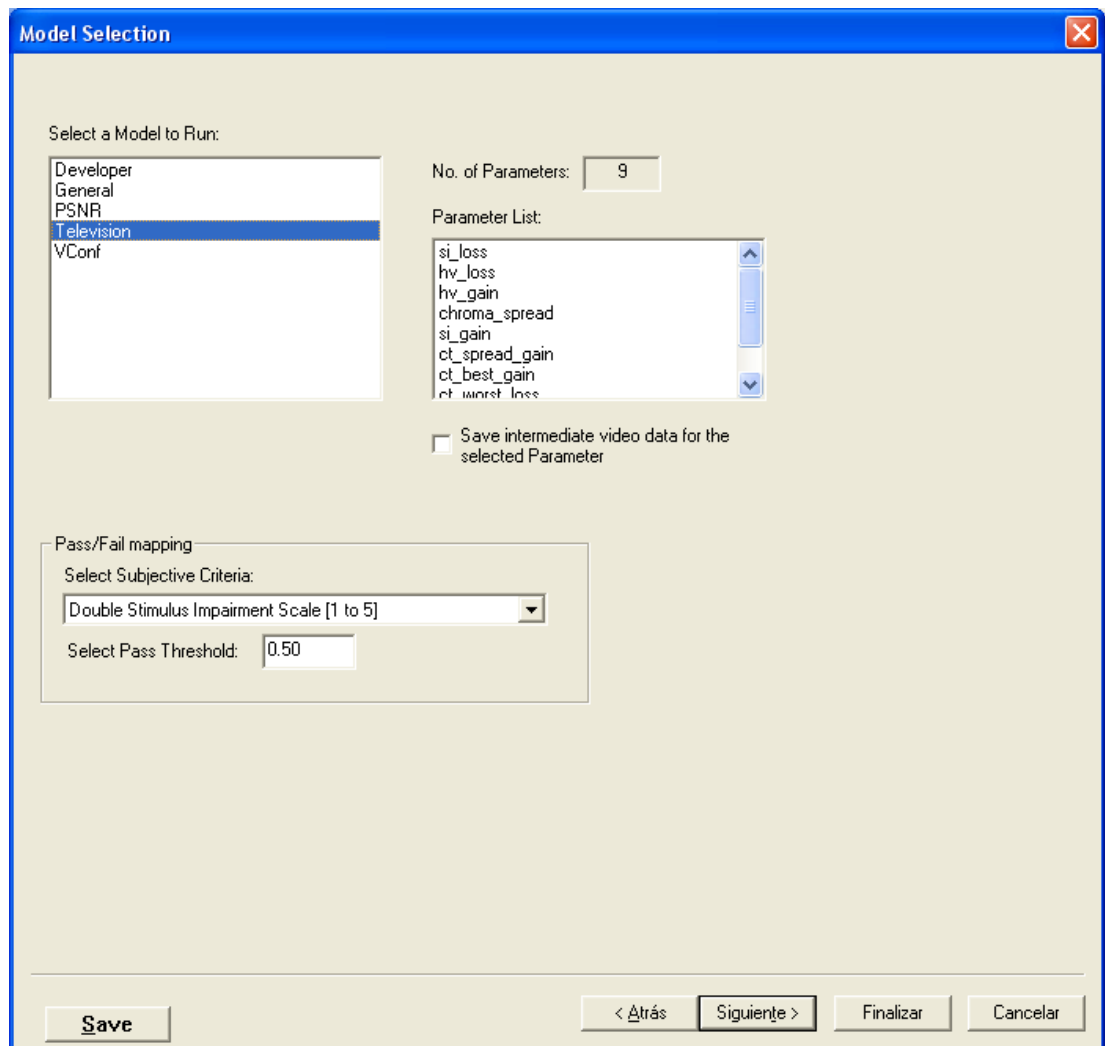 Model Selection
Select a Model to Run:
Developer
General
PSNR
Television
VConf
No. of Parameters: 9
Parameter List:
si_loss
hv_loss
hv_gain
chroma_spread
si_gain
ct_spread_gain
ct_best_gain
ct_worst_loss
Save intermediate video data for the
selected Parameter
Pass/Fail mapping
Select Subjective Criteria:
Double Stimulus Impairment Scale [1 to 5]
Select Pass Threshold: 0.50
Save
< Atrás
Siguiente >
Finalizar
Cancelar